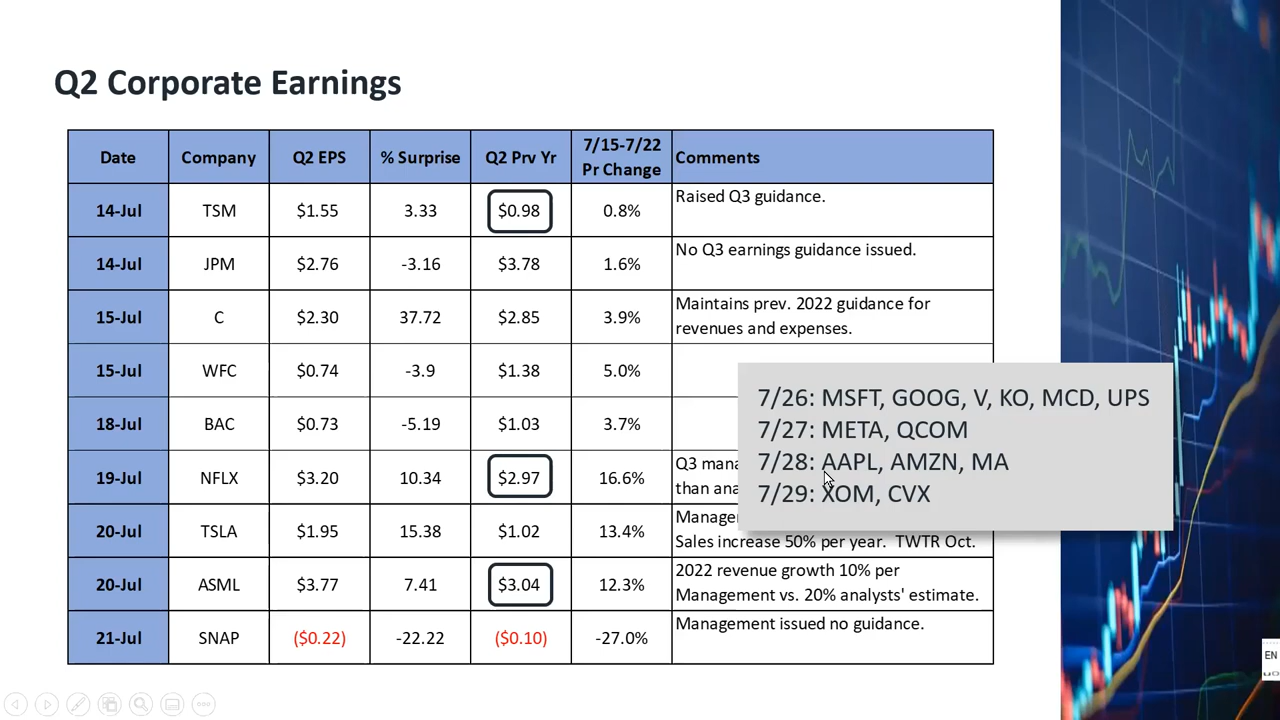 Q2 Corporate Earnings
Date Company Q2 EPS % Surprise Q2 Prv Yr 7/15-7/22 Pr Change Comments
14-Jul TSM $1.55 3.33 $0.98 0.8% Raised Q3 guidance.
14-Jul JPM $2.76 -3.16 $3.78 1.6% No Q3 earnings guidance issued.
15-Jul C $2.30 37.72 $2.85 3.9% Maintains prev. 2022 guidance for
revenues and expenses.
15-Jul WFC $0.74 -3.9 $1.38 5.0%
18-Jul BAC $0.73 -5.19 $1.03 3.7%
19-Jul NFLX $3.20 10.34 $2.97 16.6% Q3 mana
than ana
20-Jul TSLA $1.95 15.38 $1.02 13.4% Manager
Sales increase 50% per year. TWTR Oct.
20-Jul ASML $3.77 7.41 $3.04 12.3% 2022 revenue growth 10% per
Management vs. 20% analysts' estimate.
21-Jul SNAP ($0.22) -22.22 ($0.10) -27.0% Management issued no guidance.
7/26: MSFT, GOOG, V, KO, MCD, UPS
7/27: META, QCOM
7/28: AAPL, AMZN, MA
7/29: XOM, CVX
EN